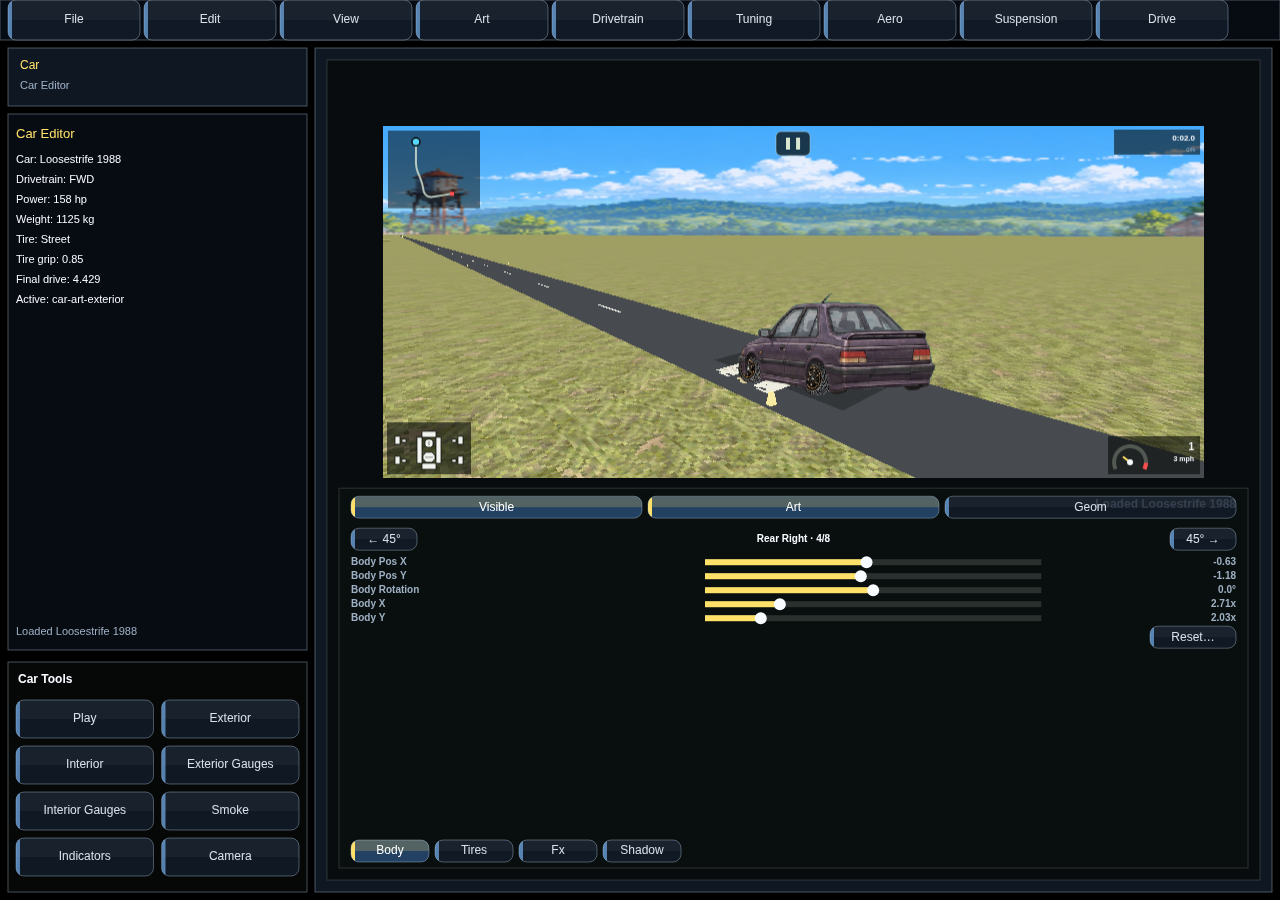 File
Edit
View
Art
Drivetrain
Tuning
Aero
Suspension
Drive
Car
Car Editor
Car Editor
Car: Loosestrife 1988
Drivetrain: FWD
Power: 158 hp
Weight: 1125 kg
Tire: Street
Tire grip: 0.85
Final drive: 4.429
Active: car-art-exterior
Loaded Loosestrife 1988
Car Tools
Play
Exterior
Interior
Exterior Gauges
Interior Gauges
Smoke
Indicators
Camera
0:02.0
1
3 mph
Visible
Art
Geom
Loaded Loosestrife 1988
← 45°
Rear Right · 4/8
45° →
Body Pos X
-0.63
Body Pos Y
-1.18
Body Rotation
0.0°
Body X
2.71x
Body Y
2.03x
Reset…
Body
Tires
Fx
Shadow